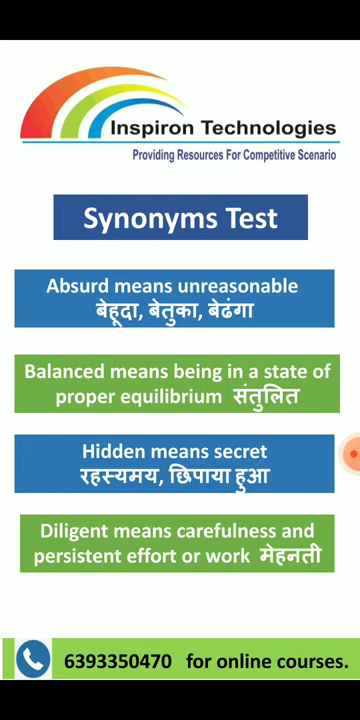 Inspiron Technologies
Providing Resources For Competitive Scenario
Synonyms Test
Absurd means unreasonable
बेहूदा, बेतुका, बेढंगा
Balanced means being in a state of
proper equilibrium संतुलित
Hidden means secret
रहस्यमय, छिपाया हुआ
Diligent means carefulness and
persistent effort or work मेहनती
6393350470 for online courses.